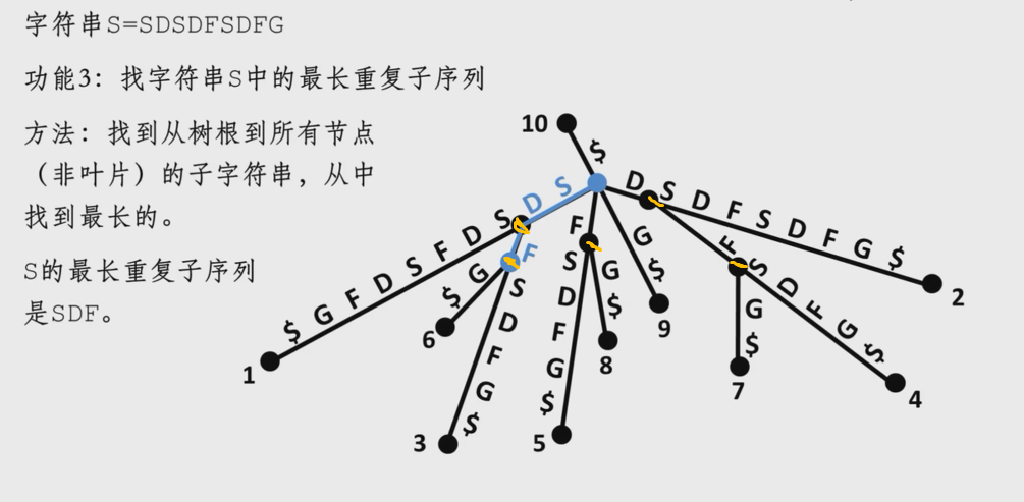 字符串S=SDSDFSDFG
功能3：找字符串S中的最长重复子序列
方法：找到从树根到所有节点
（非叶片）的子字符串，从中
找到最长的。
S的最长重复子序列
是SDF。
10
$
S D
D
S D F S D F G $
2
S D F S D F G $
1
F
G $
6
S D F G $
3
F
S D F G $
5
G $
8
G $
9
F
G $
7
S D F G $
4